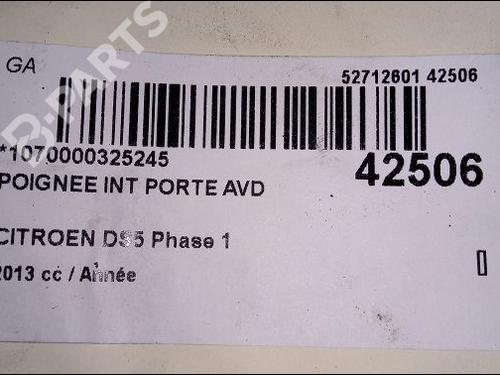 GA
52712601 42506
*1070000325245
42506
POIGNEE INT PORTE AVD
CITROEN DS5 Phase 1
2013 cc / Année
B-PARTS